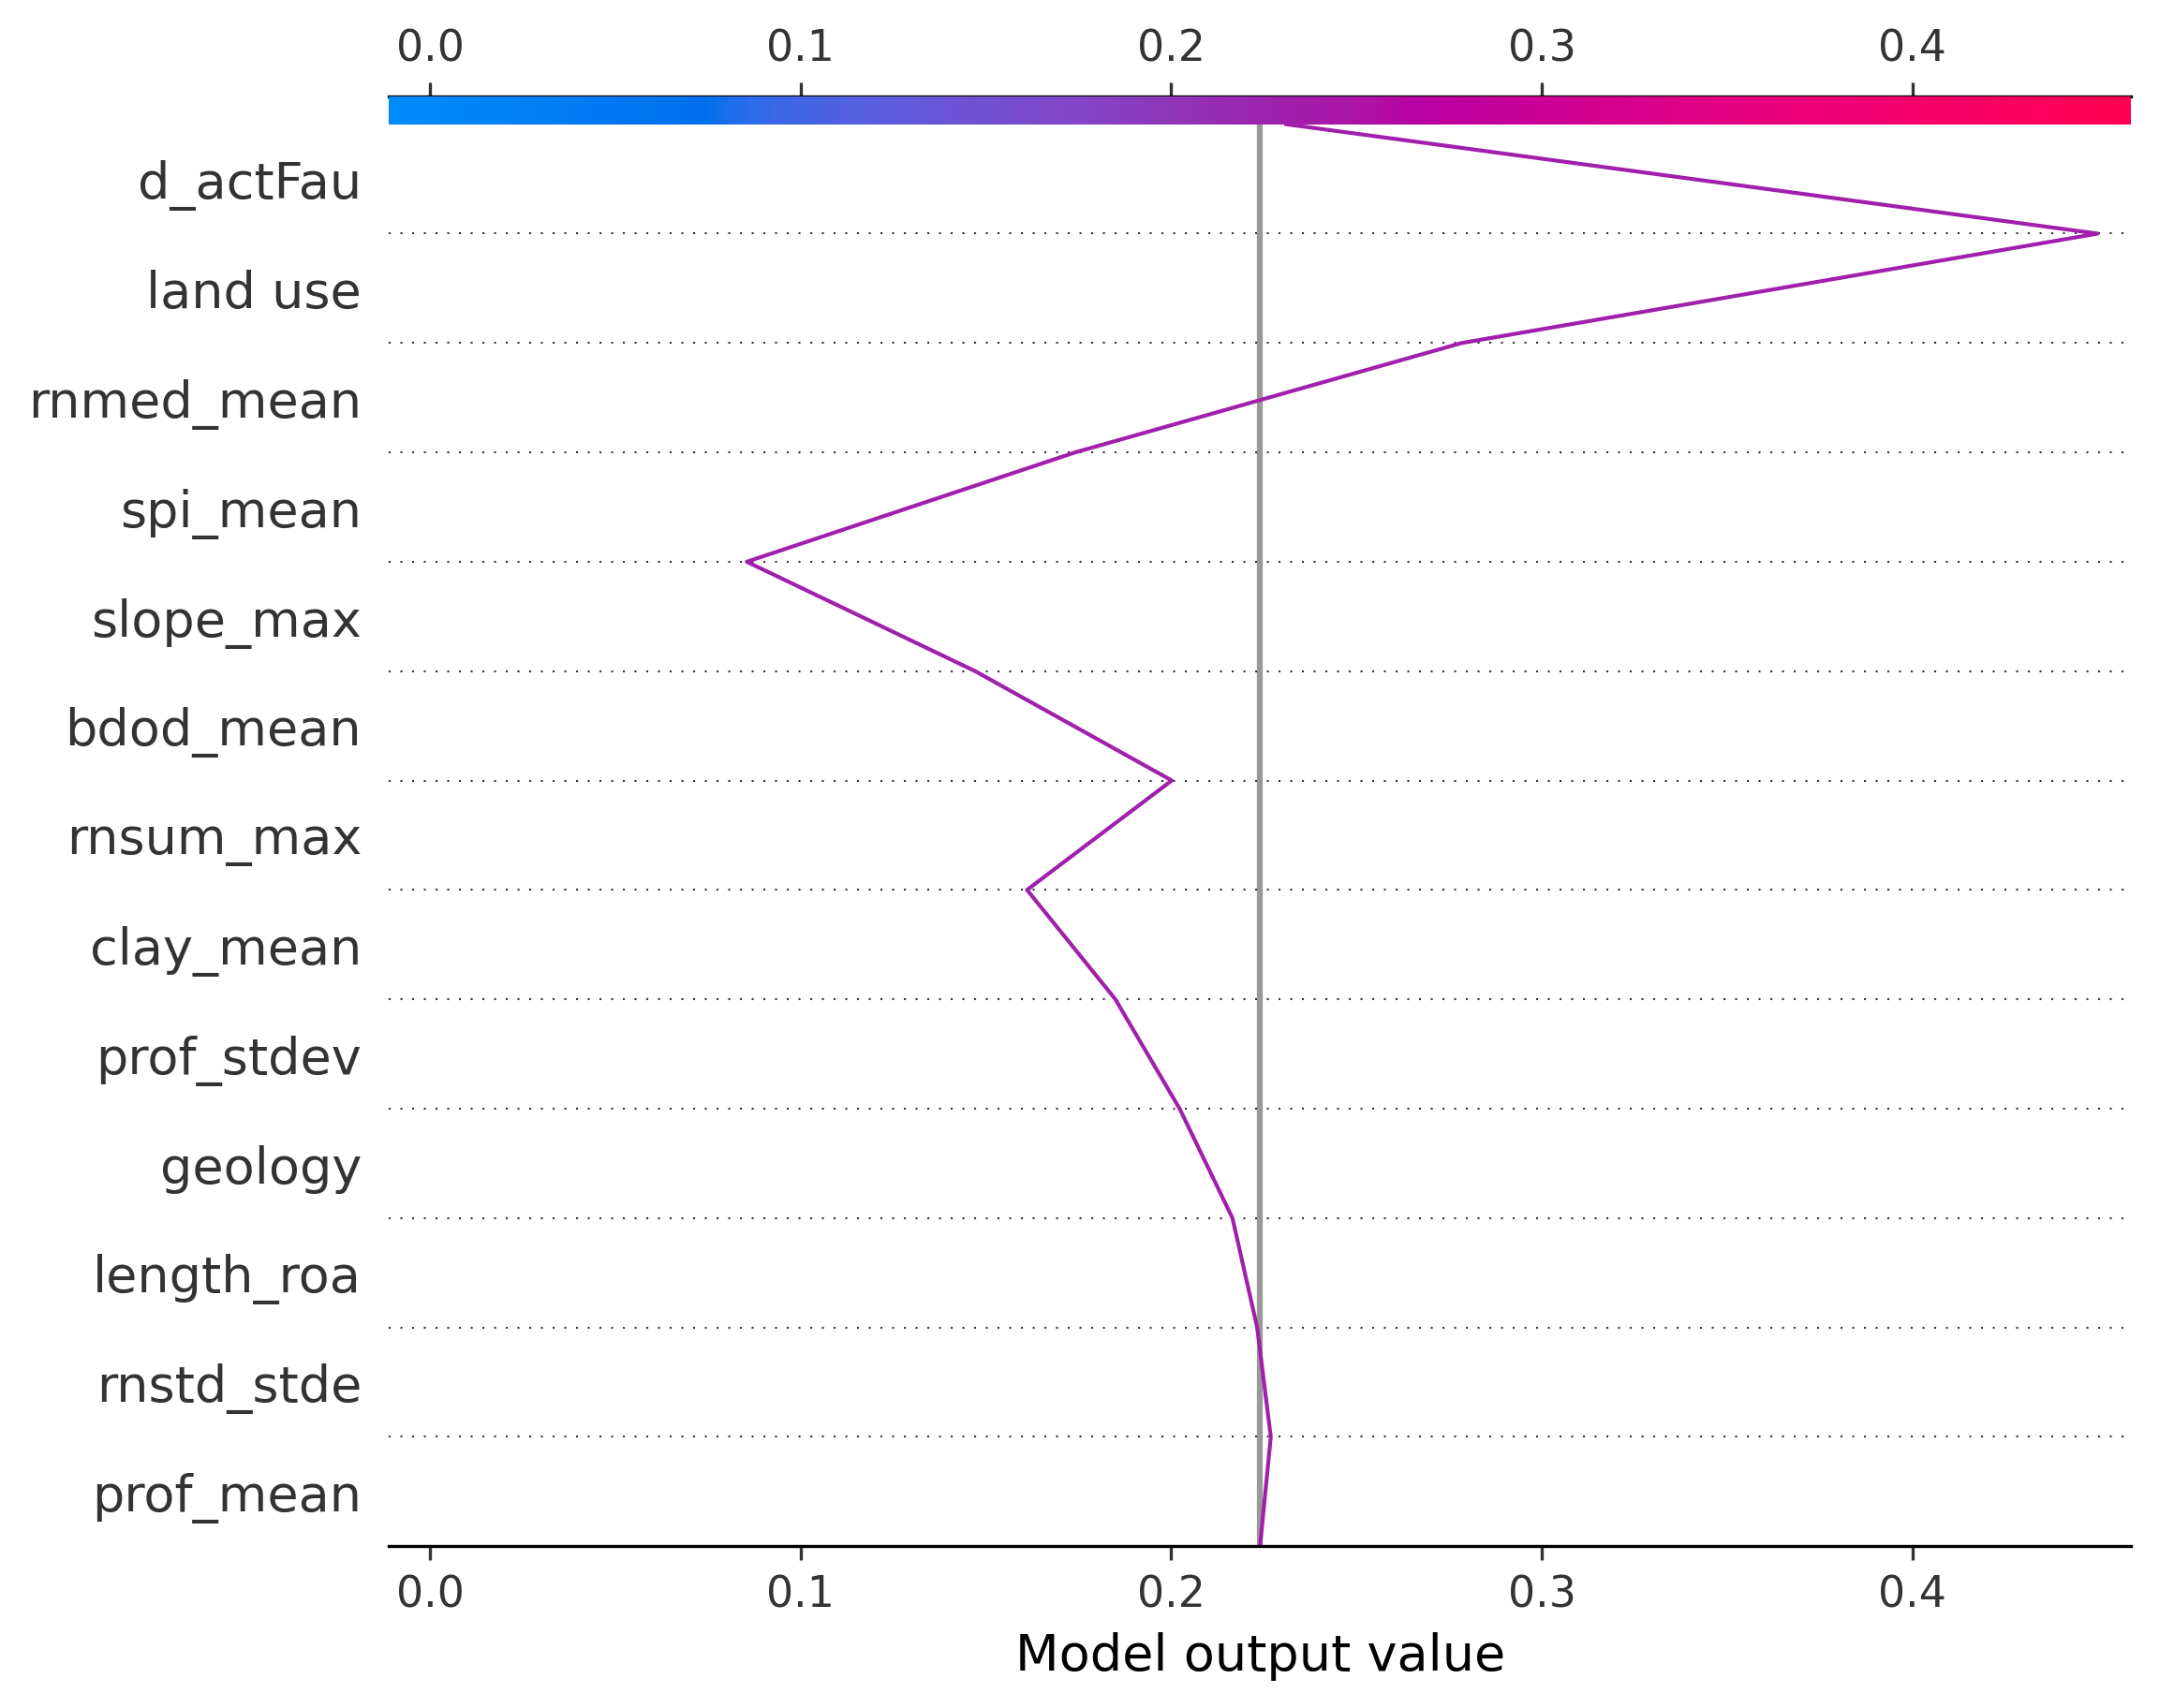 0.0 0.1 0.2 0.3 0.4
d_actFau
land use
rnmed_mean
spi_mean
slope_max
bdod_mean
rnsum_max
clay_mean
prof_stdev
geology
length_roa
rnstd_stde
prof_mean
0.0 0.1 0.2 0.3 0.4
Model output value